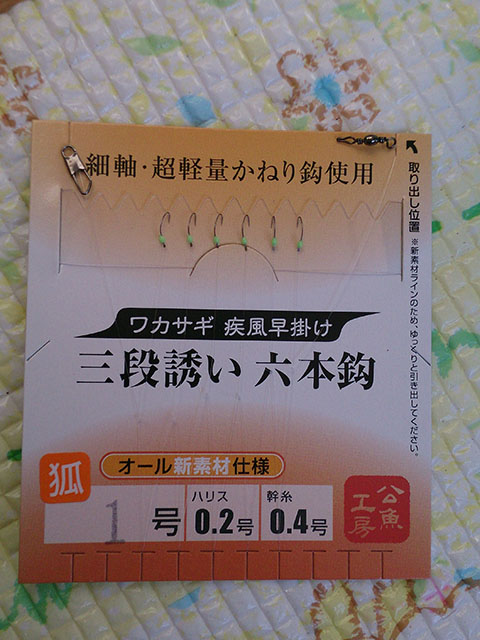 細軸・超軽量かねり鈎使用
取り出し位置
※新素材ラインのため、ゆっくりと引き出してください。
ワカサギ 疾風早掛け
三段誘い 六本鈎
オール新素材仕様
狐
1号
ハリス
0.2号
幹糸
0.4号
公魚
工房